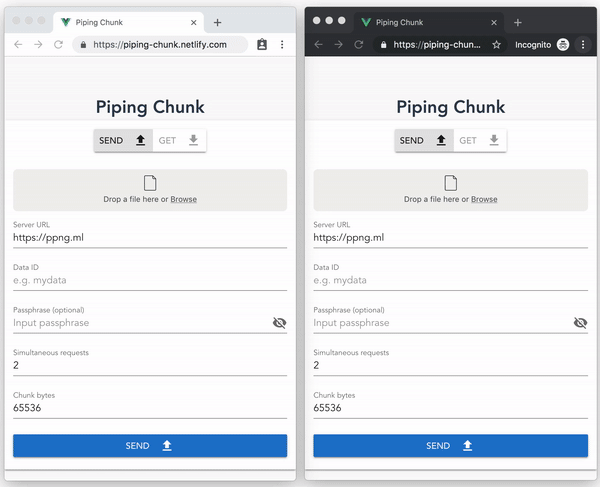 Piping Chunk
https://piping-chunk.netlify.com
Piping Chunk
SEND GET
Drop a file here or Browse
Server URL
https://ppng.ml
Data ID
e.g. mydata
Passphrase (optional)
Input passphrase
Simultaneous requests
2
Chunk bytes
65536
SEND
Piping Chunk
https://piping-chun... Incognito
Piping Chunk
SEND GET
Drop a file here or Browse
Server URL
https://ppng.ml
Data ID
e.g. mydata
Passphrase (optional)
Input passphrase
Simultaneous requests
2
Chunk bytes
65536
SEND